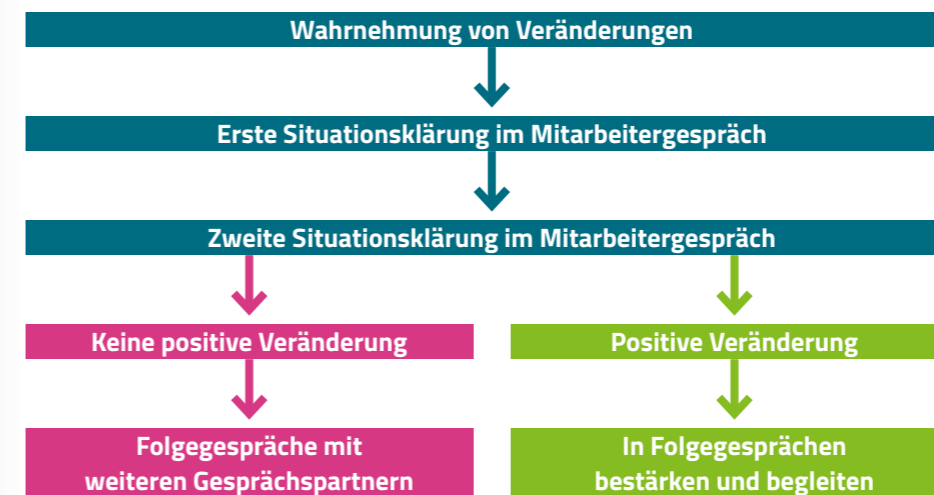 Wahrnehmung von Veränderungen
Erste Situationsklärung im Mitarbeitergespräch
Zweite Situationsklärung im Mitarbeitergespräch
Keine positive Veränderung
Positive Veränderung
Folgegespräche mit
weiteren Gesprächspartnern
In Folgegesprächen
bestärken und begleiten